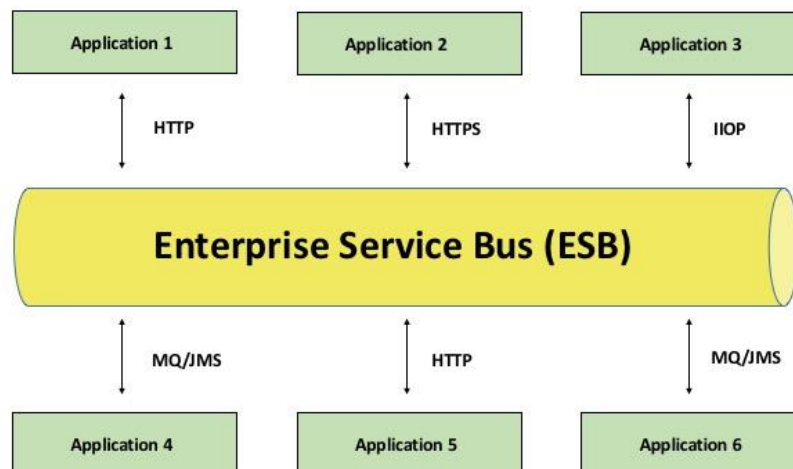 Application 1
Application 2
Application 3
HTTP
HTTPS
IIOP
Enterprise Service Bus (ESB)
MQ/JMS
HTTP
MQ/JMS
Application 4
Application 5
Application 6